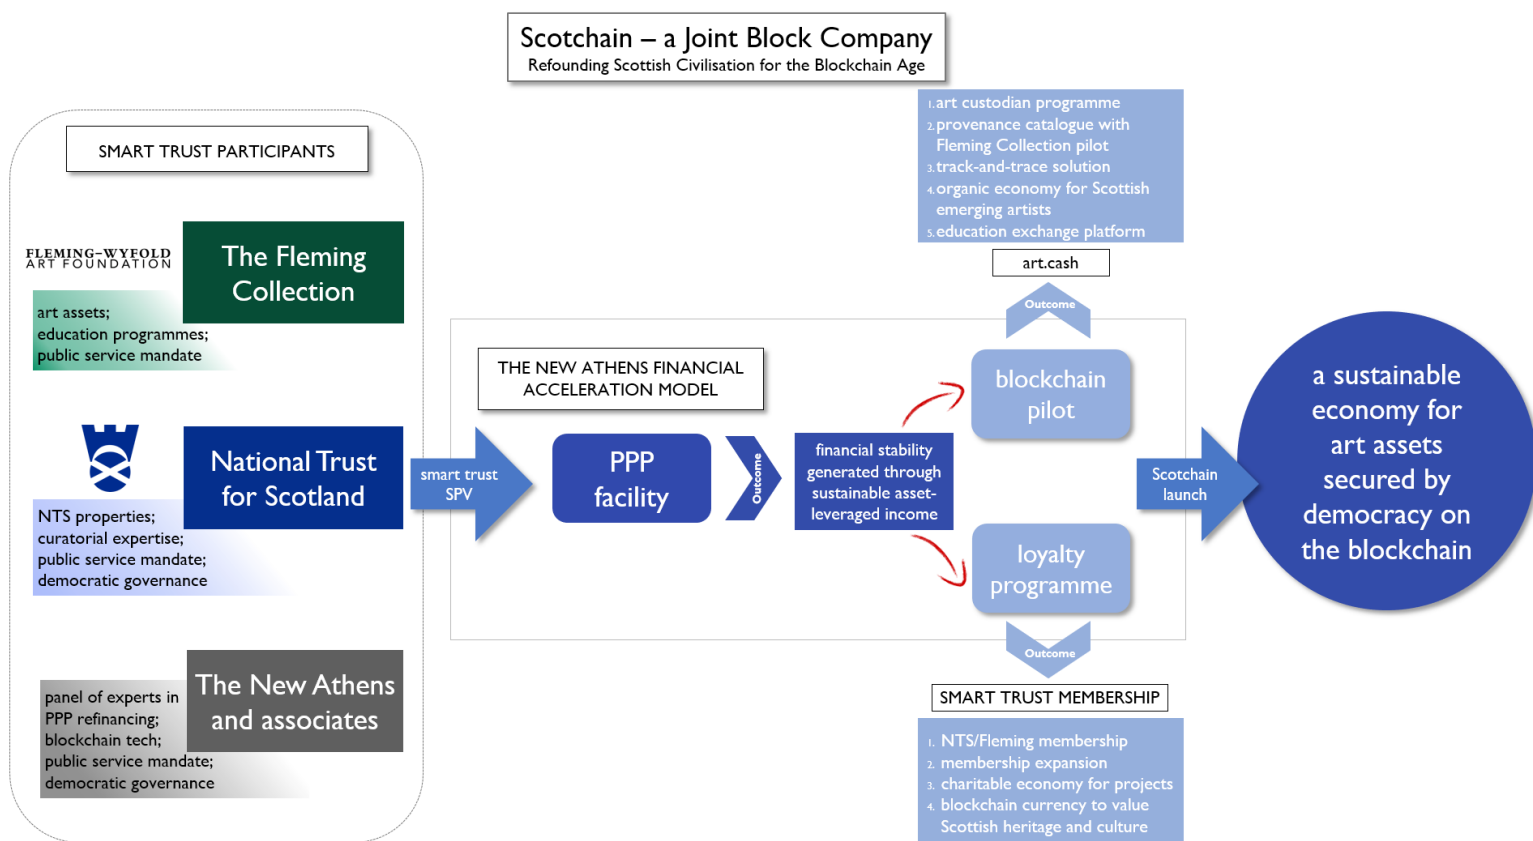 Scotchain – a Joint Block Company
Refounding Scottish Civilisation for the Blockchain Age
SMART TRUST PARTICIPANTS
FLEMING-WYFOLD
ART FOUNDATION
The Fleming
Collection
art assets;
education programmes;
public service mandate
National Trust
for Scotland
NTS properties;
curatorial expertise;
public service mandate;
democratic governance
The New Athens
and associates
panel of experts in
PPP refinancing;
blockchain tech;
public service mandate;
democratic governance
smart trust
SPV
THE NEW ATHENS FINANCIAL
ACCELERATION MODEL
PPP
facility
Outcome
financial stability
generated through
sustainable asset-
leveraged income
blockchain
pilot
Outcome
art.cash
1. art custodian programme
2. provenance catalogue with
Fleming Collection pilot
3. track-and-trace solution
4. organic economy for Scottish
emerging artists
5. education exchange platform
loyalty
programme
Outcome
SMART TRUST MEMBERSHIP
1. NTS/Fleming membership
2. membership expansion
3. charitable economy for projects
4. blockchain currency to value
Scottish heritage and culture
Scotchain
launch
a sustainable
economy for
art assets
secured by
democracy on
the blockchain